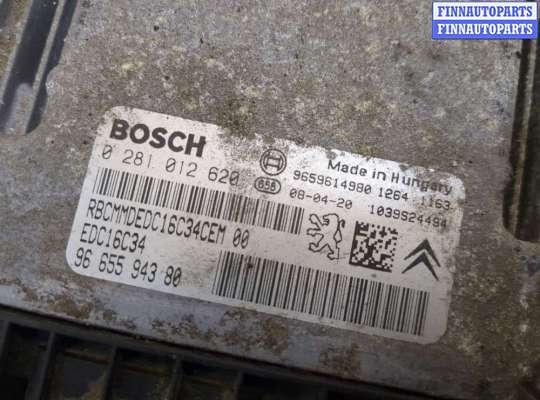 FINNAUTOPARTS
FINNAUTOPARTS
BOSCH
0 281 012 620
Made in Hungary
9659614980 1264 1163
656 08-04-20 1039S24494
RBCMMDEDC16C34CEM 00
EDC16C34
96 655 943 80